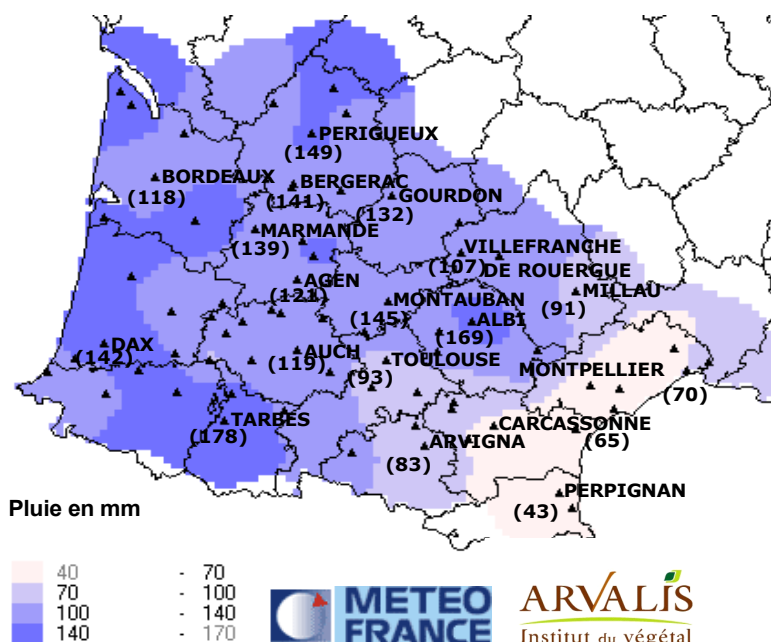 PERIGUEUX
(149)
BORDEAUX
(118)
BERGERAC
(141)
GOURDON
(132)
MARMANDE
(139)
VILLEFRANCHE
(107)
DE ROUERGUE
AGEN
(121)
MILLAU
(91)
MONTAUBAN
(145)
ALBI
(169)
DAX
(142)
AUCH
(119)
TOULOUSE
(93)
MONTPELLIER
(70)
TARBES
(178)
CARCASSONNE
(65)
ARVIGNA
(83)
PERPIGNAN
(43)
Pluie en mm
40 - 70
70 - 100
100 - 140
140 - 170
METEO
FRANCE
ARVALIS
Institut du végétal